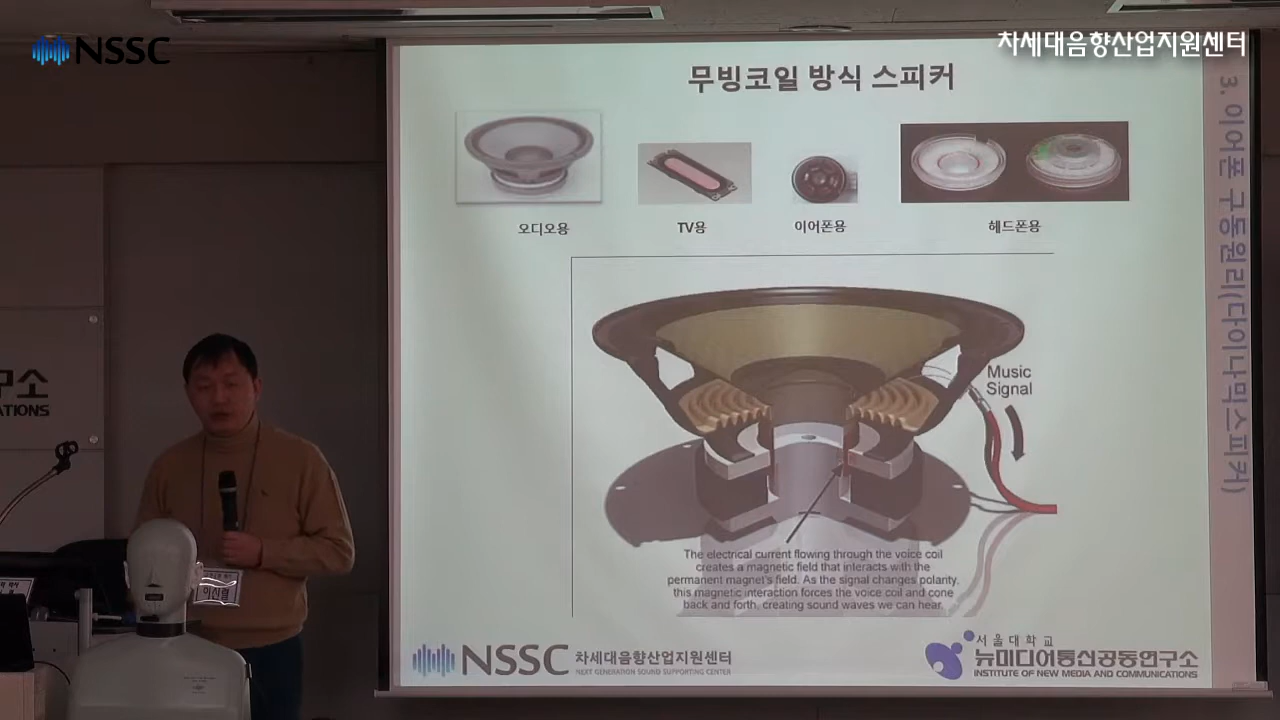 NSSC
차세대음향산업지원센터
무빙코일 방식 스피커
3. 이어폰 구동원리(다이나믹스피커)
오디오용
TV용
이어폰용
헤드폰용
Music
Signal
The electrical current flowing through the voice coil
creates a magnetic field that interacts with the
permanent magnet's field. As the signal changes polarity,
this magnetic interaction forces the voice coil and cone
back and forth, creating sound waves we can hear.
NSSC 차세대음향산업지원센터
NEXT GENERATION SOUND SUPPORTING CENTER
서울대학교
뉴미디어통신공동연구소
INSTITUTE OF NEW MEDIA AND COMMUNICATIONS
구소
ATIONS